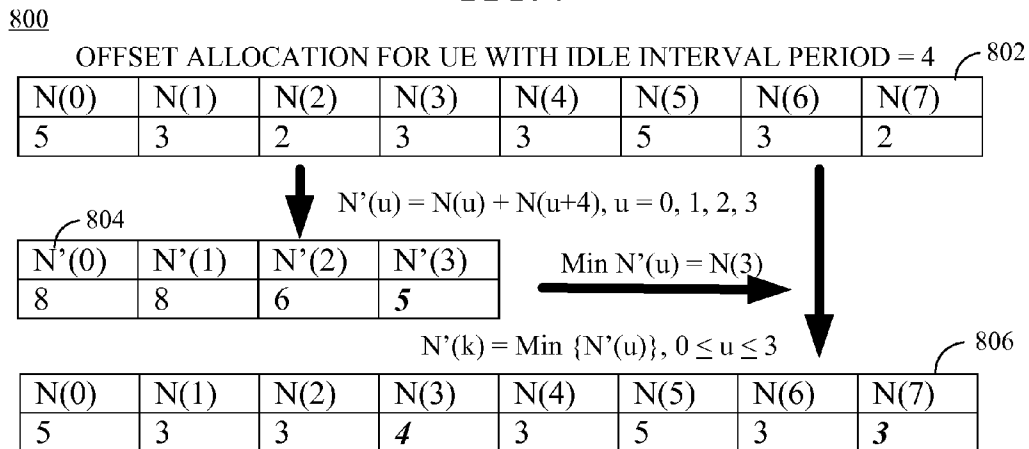 800
OFFSET ALLOCATION FOR UE WITH IDLE INTERVAL PERIOD = 4
802
N(0) N(1) N(2) N(3) N(4) N(5) N(6) N(7)
5 3 2 3 3 5 3 2
N’(u) = N(u) + N(u+4), u = 0, 1, 2, 3
804
N’(0) N’(1) N’(2) N’(3)
8 8 6 5
Min N’(u) = N(3)
N’(k) = Min {N’(u)}, 0 ≤ u ≤ 3
806
N(0) N(1) N(2) N(3) N(4) N(5) N(6) N(7)
5 3 3 4 3 5 3 3